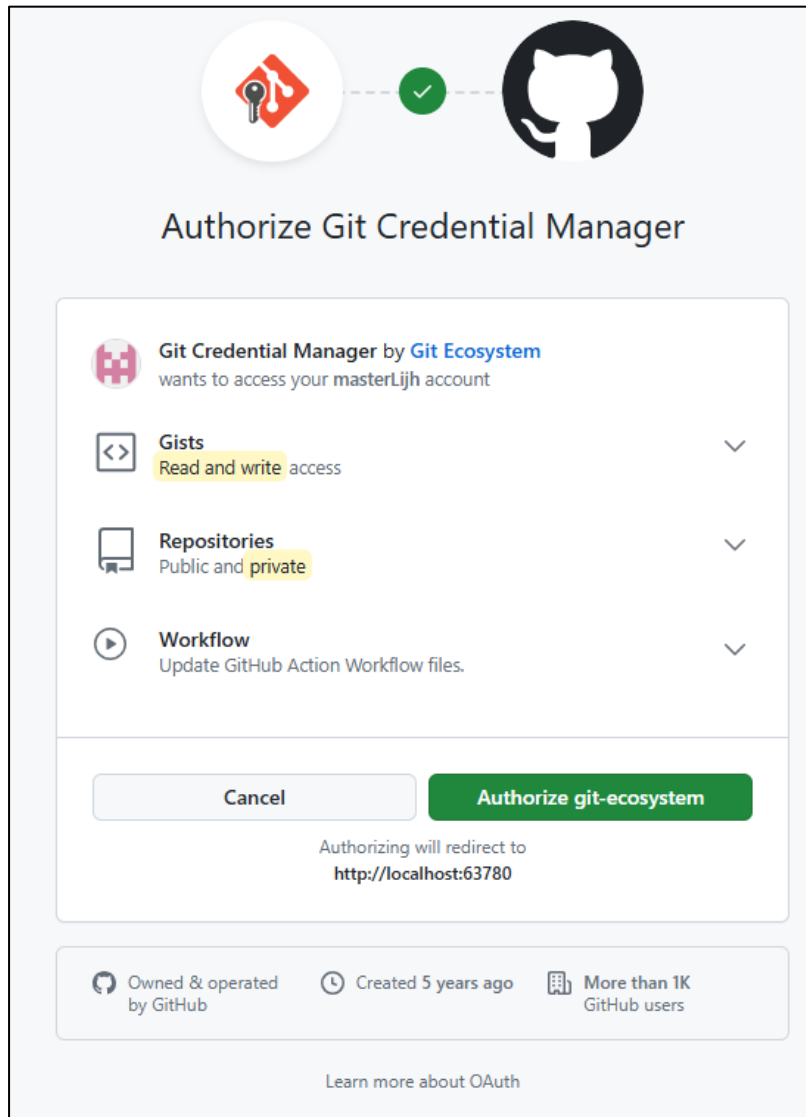 Authorize Git Credential Manager
Git Credential Manager by Git Ecosystem
wants to access your masterLijh account
Gists
Read and write access
Repositories
Public and private
Workflow
Update GitHub Action Workflow files.
Cancel
Authorize git-ecosystem
Authorizing will redirect to
http://localhost:63780
Owned & operated
by GitHub
Created 5 years ago
More than 1K
GitHub users
Learn more about OAuth